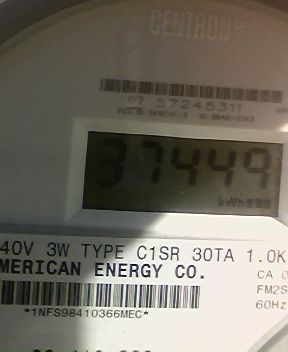 CENTRON
07 57245311
37449
kWh
40V 3W TYPE C1SR 30TA 1.0K
MERICAN ENERGY CO.
CA 0
FM2S
60Hz
*1NFS98410366MEC*